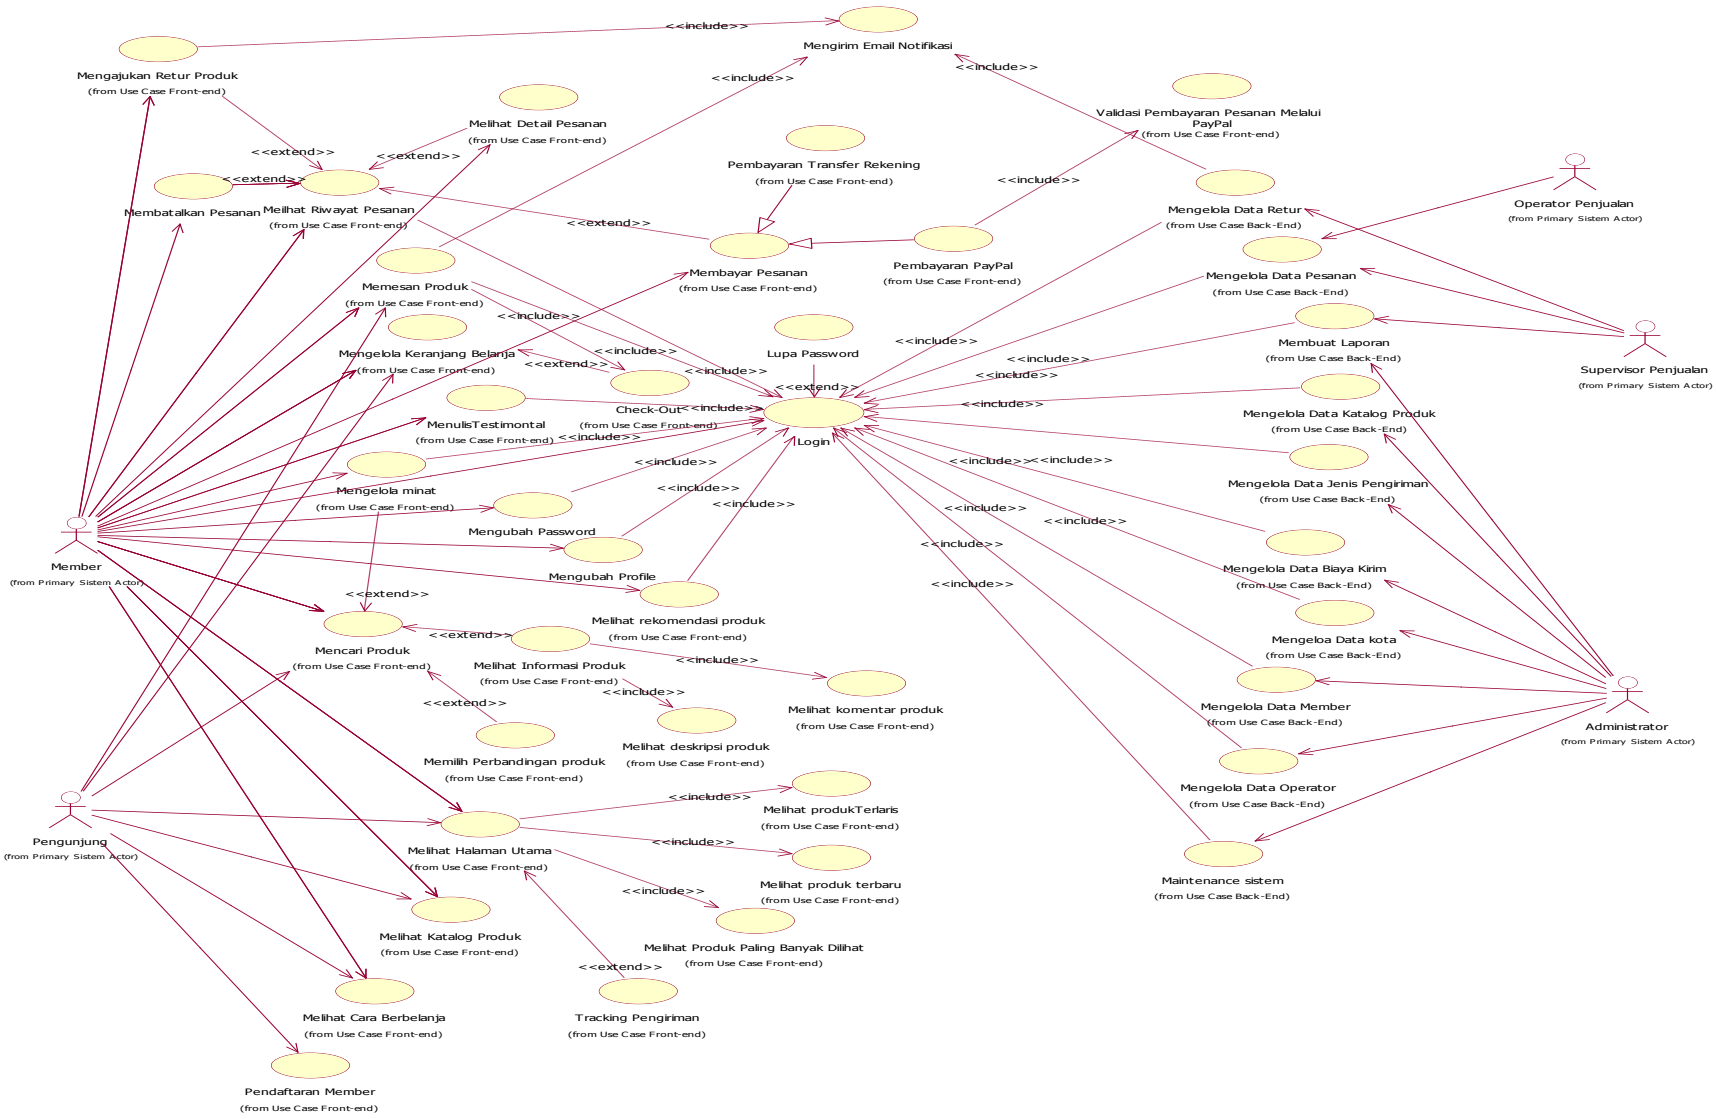 <<include>>
Mengirim Email Notifikasi
Mengajukan Retur Produk
(from Use Case Front-end)
<<include>>
<<include>>
Melihat Detail Pesanan
(from Use Case Front-end)
Validasi Pembayaran Pesanan Melalui
PayPal
(from Use Case Front-end)
<<extend>>
<<extend>>
Pembayaran Transfer Rekening
(from Use Case Front-end)
<<extend>>
<<include>>
Membatalkan Pesanan
Meilhat Riwayat Pesanan
(from Use Case Front-end)
<<extend>>
Mengelola Data Retur
(from Use Case Back-End)
Operator Penjualan
(from Primary Sistem Actor)
Memesan Produk
(from Use Case Front-end)
Membayar Pesanan
(from Use Case Front-end)
Pembayaran PayPal
(from Use Case Front-end)
Mengelola Data Pesanan
(from Use Case Back-End)
<<include>>
Mengelola Keranjang Belanja
(from Use Case Front-end)
<<include>>
<<extend>>
<<include>>
Lupa Password
<<extend>>
<<include>>
<<include>>
Membuat Laporan
(from Use Case Back-End)
Supervisor Penjualan
(from Primary Sistem Actor)
Check-Out
(from Use Case Front-end)
<<include>>
<<include>>
Mengelola Data Katalog Produk
(from Use Case Back-End)
MenulisTestimontal
(from Use Case Front-end)
<<include>>
Login
Mengelola minat
(from Use Case Front-end)
<<include>>
<<include>>
<<include>>
Mengelola Data Jenis Pengiriman
(from Use Case Back-End)
Mengubah Password
<<include>>
<<include>>
<<include>>
<<include>>
<<include>>
Member
(from Primary Sistem Actor)
Mengubah Profile
<<include>>
Mengelola Data Biaya Kirim
(from Use Case Back-End)
<<extend>>
Melihat rekomendasi produk
(from Use Case Front-end)
<<extend>>
Mengeloa Data kota
(from Use Case Back-End)
Mencari Produk
(from Use Case Front-end)
Melihat Informasi Produk
(from Use Case Front-end)
<<include>>
<<include>>
<<extend>>
Melihat komentar produk
(from Use Case Front-end)
Mengelola Data Member
(from Use Case Back-End)
Administrator
(from Primary Sistem Actor)
Melihat deskripsi produk
(from Use Case Front-end)
Memilih Perbandingan produk
(from Use Case Front-end)
Mengelola Data Operator
(from Use Case Back-End)
<<include>>
Melihat produkTerlaris
(from Use Case Front-end)
Pengunjung
(from Primary Sistem Actor)
<<include>>
Melihat Halaman Utama
(from Use Case Front-end)
Melihat produk terbaru
(from Use Case Front-end)
Maintenance sistem
(from Use Case Back-End)
<<include>>
Melihat Katalog Produk
(from Use Case Front-end)
Melihat Produk Paling Banyak Dilihat
(from Use Case Front-end)
<<extend>>
Melihat Cara Berbelanja
(from Use Case Front-end)
Tracking Pengiriman
(from Use Case Front-end)
Pendaftaran Member
(from Use Case Front-end)